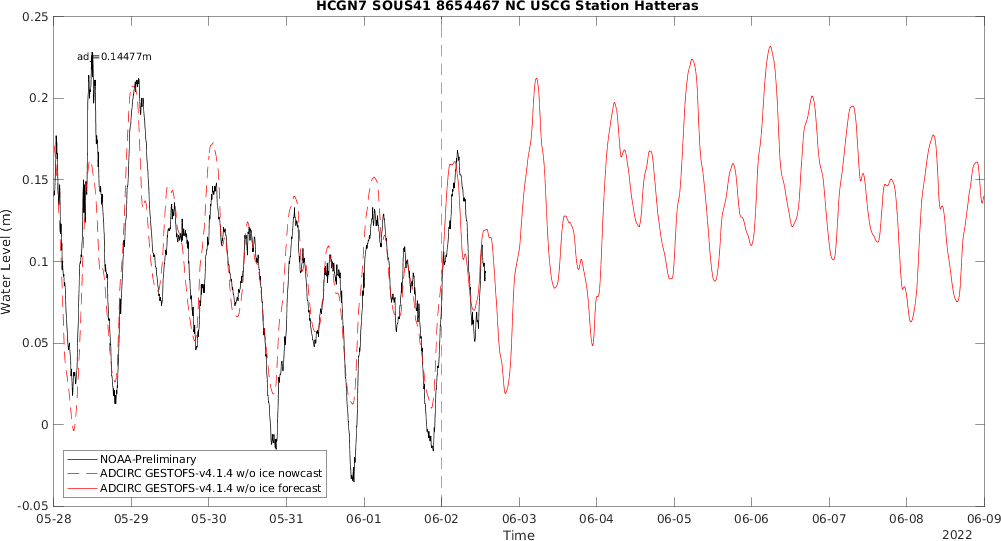 HCGN7 SOUS41 8654467 NC USCG Station Hatteras
0.25
adj=0.14477m
0.2
0.15
Water Level (m)
0.1
0.05
0
NOAA-Preliminary
ADCIRC GESTOFS-v4.1.4 w/o ice nowcast
ADCIRC GESTOFS-v4.1.4 w/o ice forecast
-0.05
05-28 05-29 05-30 05-31 06-01 06-02 06-03 06-04 06-05 06-06 06-07 06-08 06-09
Time
2022